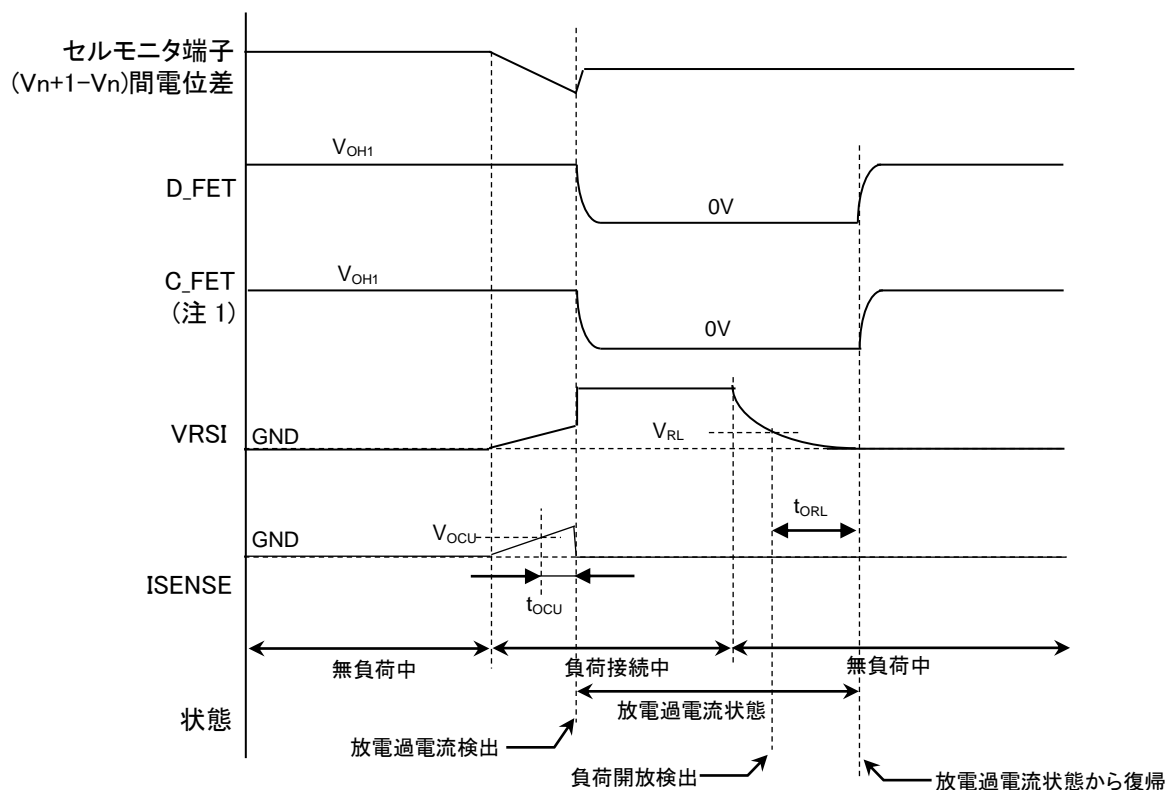 セルモニタ端子
(Vn+1-Vn)間電位差
VOH1
D_FET
0V
VOH1
C_FET
(注 1)
0V
VRSI
GND
VRL
tORL
VOCU
GND
ISENSE
tOCU
無負荷中
負荷接続中
無負荷中
放電過電流状態
状態
放電過電流検出
負荷開放検出
放電過電流状態から復帰